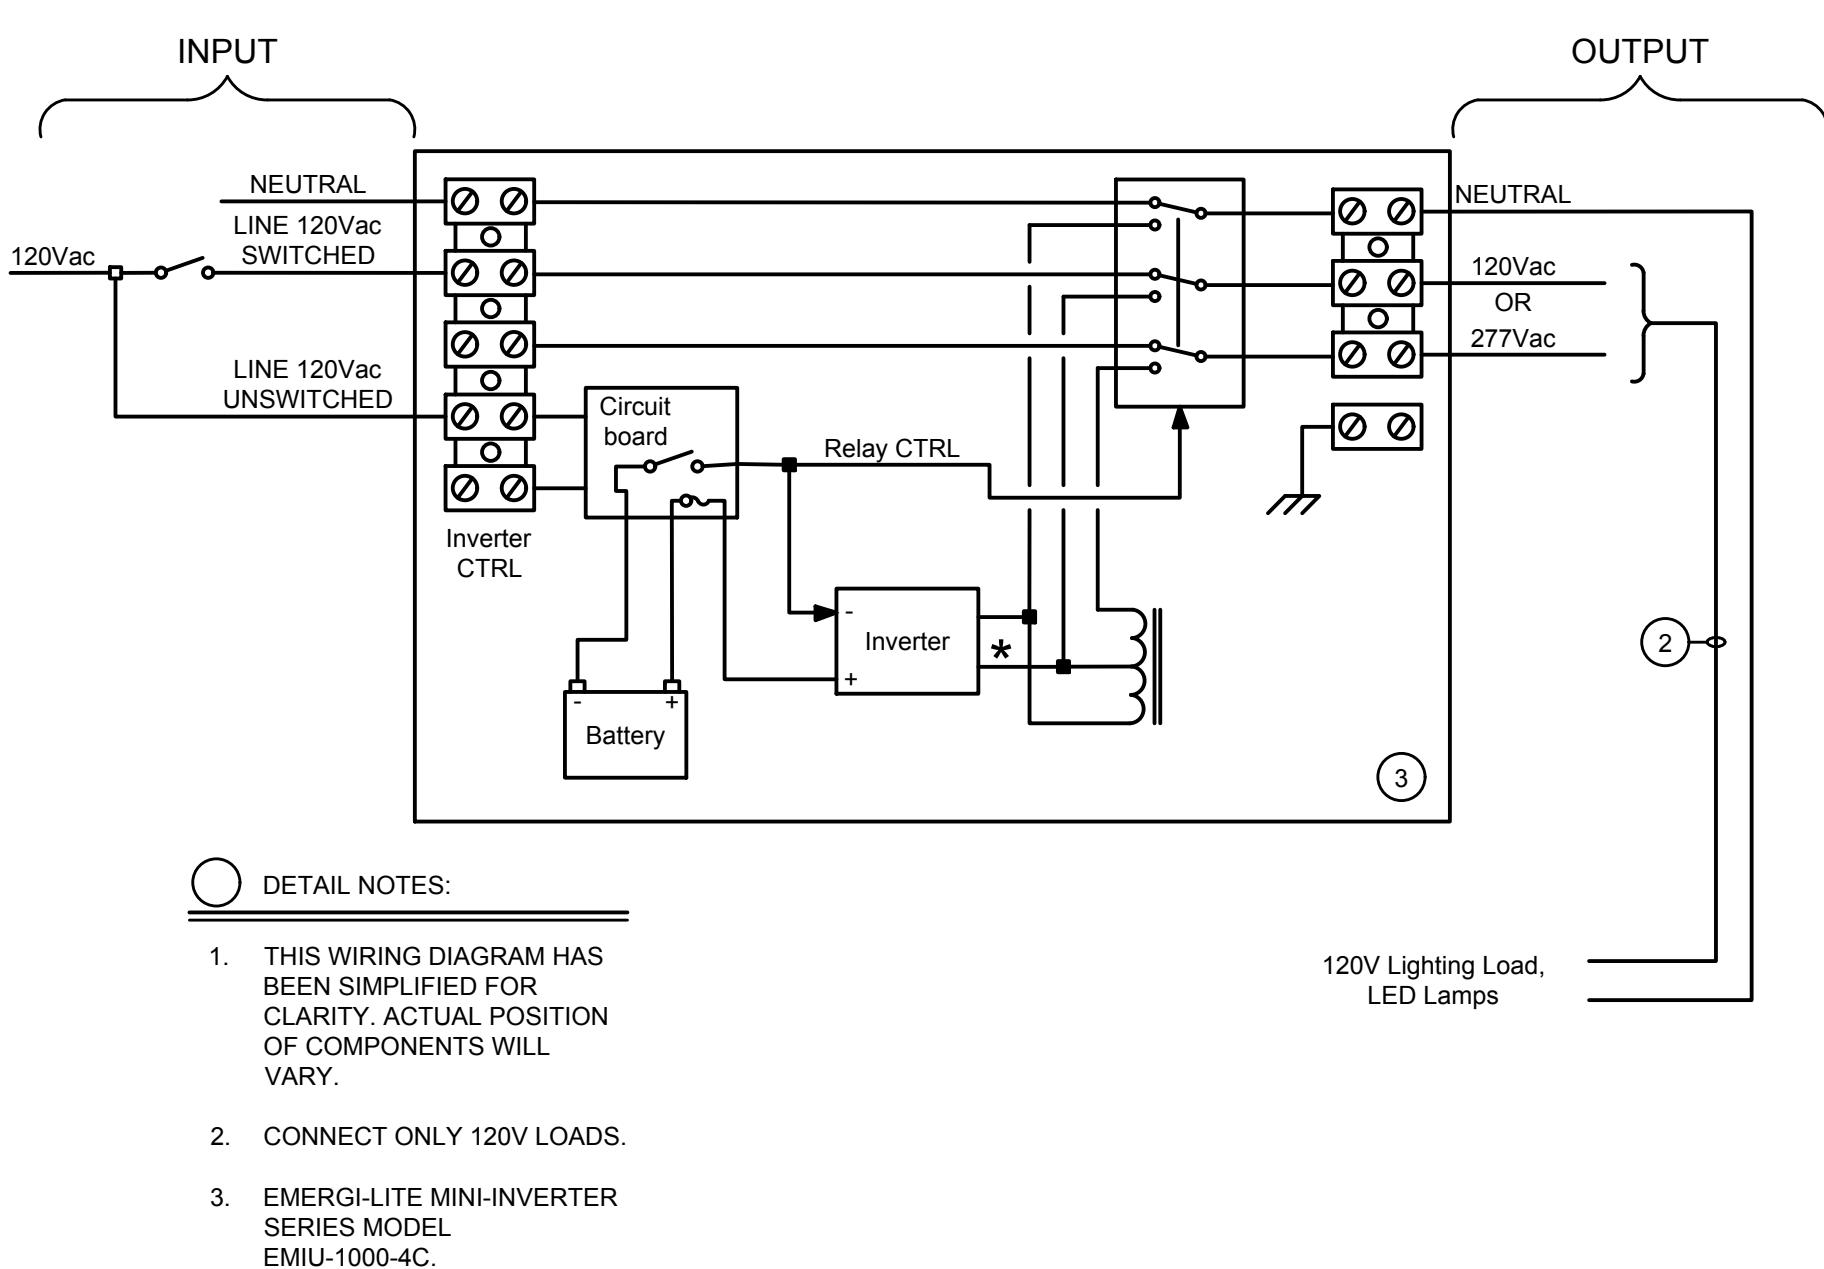 INPUT
OUTPUT
NEUTRAL
LINE 120Vac
SWITCHED
120Vac
LINE 120Vac
UNSWITCHED
Inverter
CTRL
Circuit
board
Relay CTRL
-
Inverter
+
*
-
+
Battery
NEUTRAL
120Vac
OR
277Vac
2
3
120V Lighting Load,
LED Lamps
DETAIL NOTES:
1. THIS WIRING DIAGRAM HAS
BEEN SIMPLIFIED FOR
CLARITY. ACTUAL POSITION
OF COMPONENTS WILL
VARY.
2. CONNECT ONLY 120V LOADS.
3. EMERGI-LITE MINI-INVERTER
SERIES MODEL
EMIU-1000-4C.